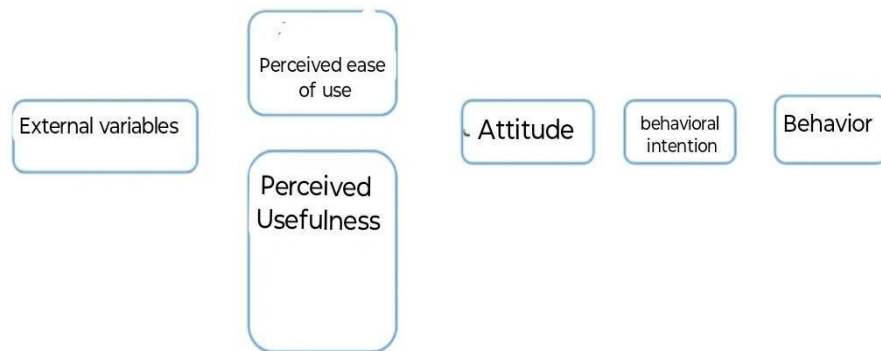 External variables
Perceived ease
of use
Perceived
Usefulness
Attitude
behavioral
intention
Behavior